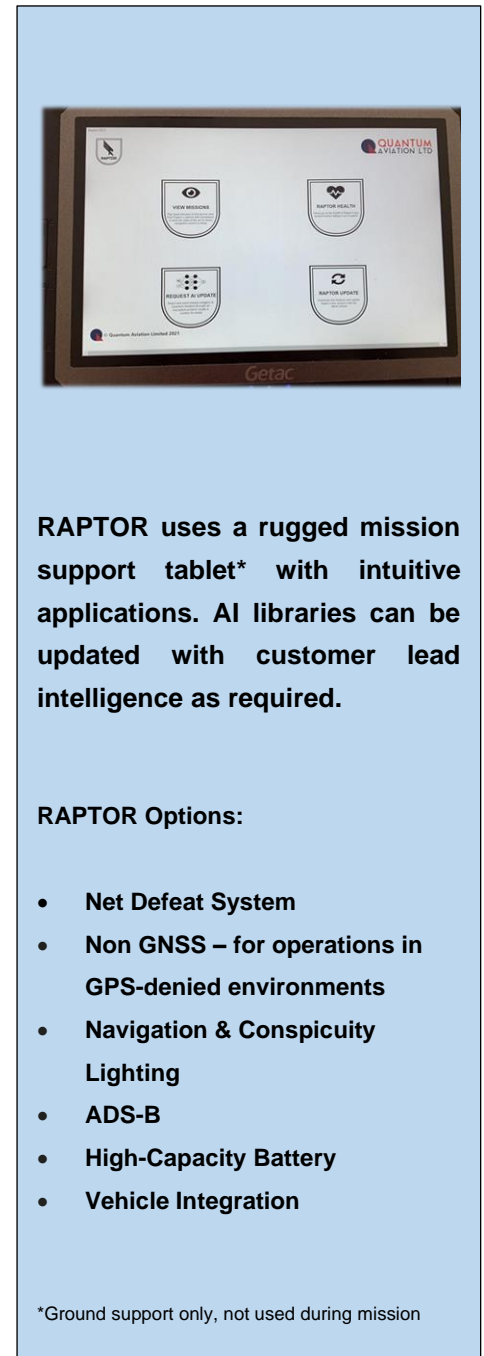 RAPTOR
QUANTUM
AVIATION LTD
VIEW MISSIONS
RAPTOR HEALTH
REQUEST AI UPDATE
RAPTOR UPDATE
© Quantum Aviation Limited 2021
Getac
RAPTOR uses a rugged mission
support tablet* with intuitive
applications. AI libraries can be
updated with customer lead
intelligence as required.
RAPTOR Options:
• Net Defeat System
• Non GNSS – for operations in
GPS-denied environments
• Navigation & Conspicuity
Lighting
• ADS-B
• High-Capacity Battery
• Vehicle Integration
*Ground support only, not used during mission